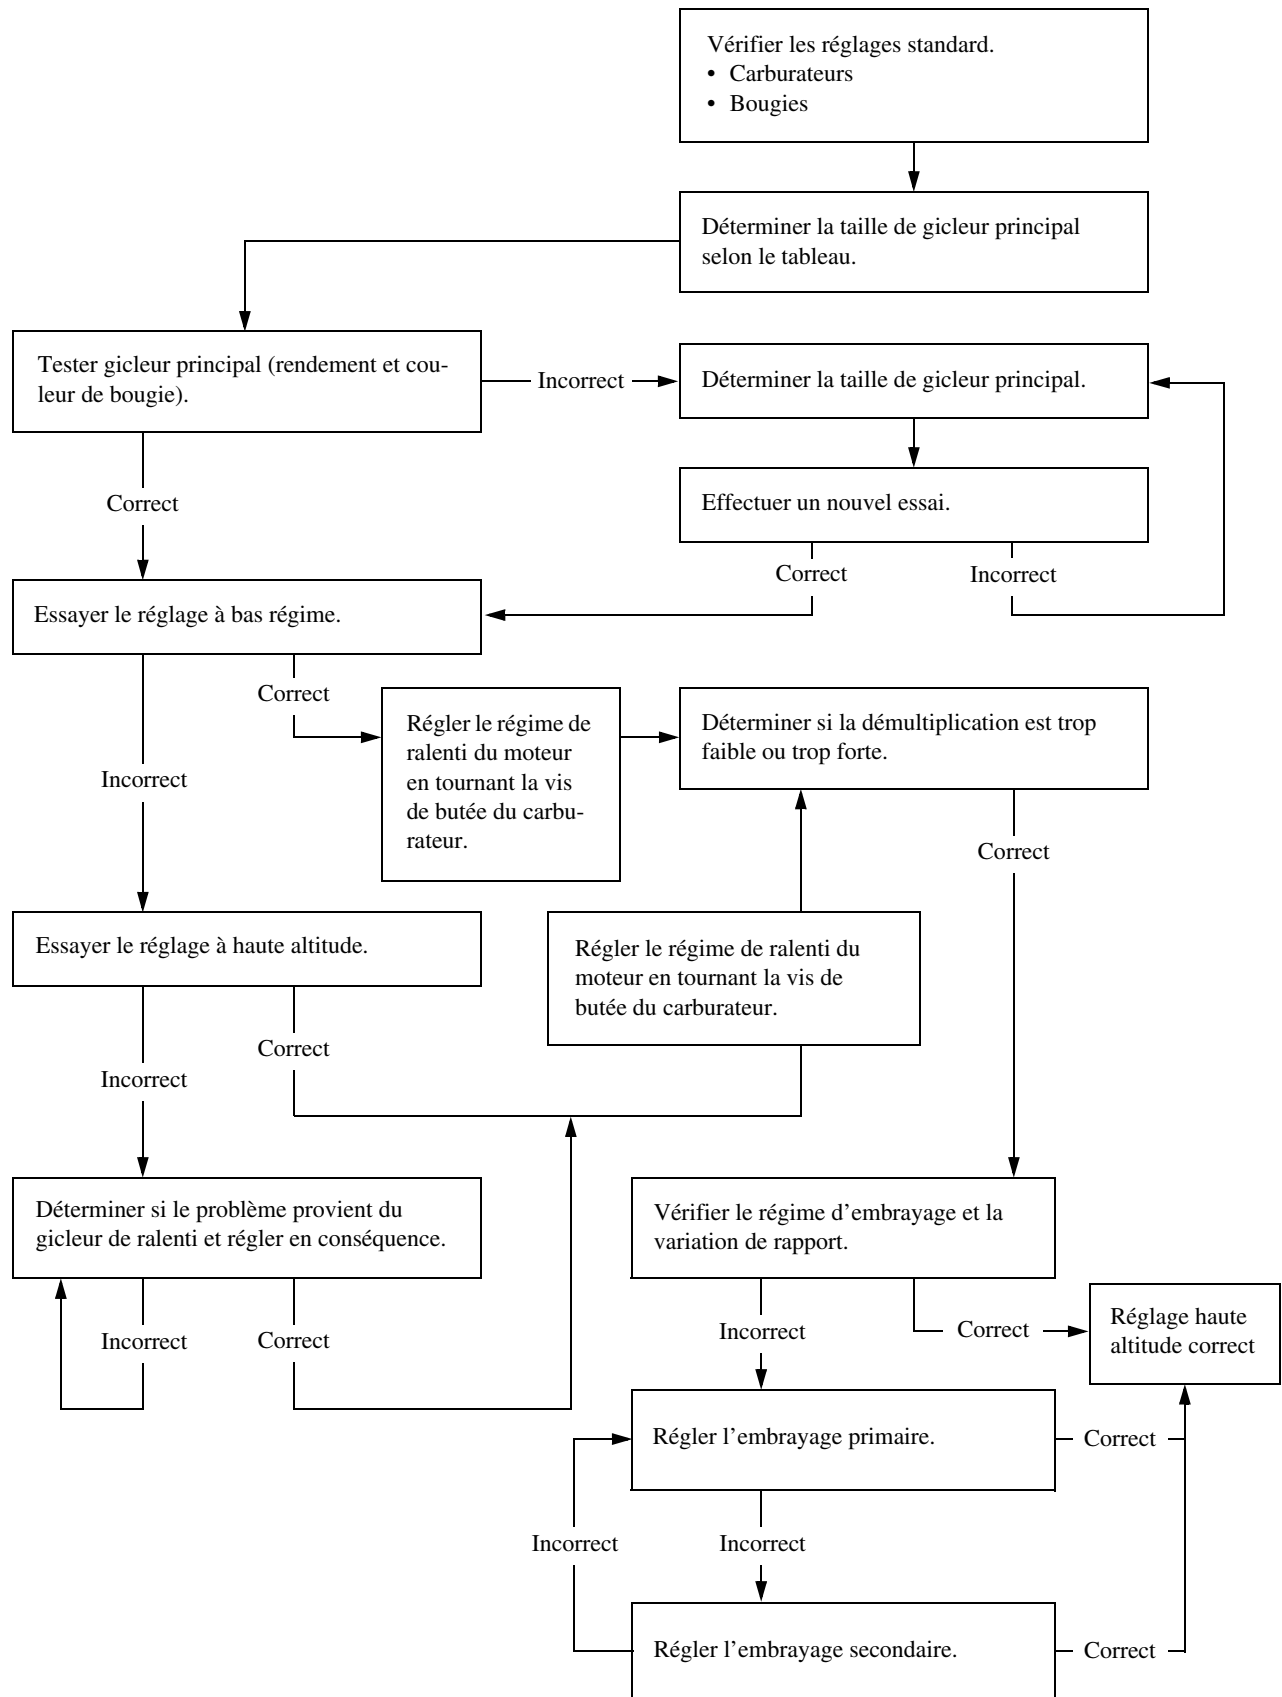 Vérifier les réglages standard.
• Carburateurs
• Bougies
Déterminer la taille de gicleur principal
selon le tableau.
Tester gicleur principal (rendement et cou-
leur de bougie).
Incorrect
Déterminer la taille de gicleur principal.
Correct
Effectuer un nouvel essai.
Correct
Incorrect
Essayer le réglage à bas régime.
Correct
Incorrect
Régler le régime de
ralenti du moteur
en tournant la vis
de butée du carbu-
rateur.
Déterminer si la démultiplication est trop
faible ou trop forte.
Correct
Essayer le réglage à haute altitude.
Régler le régime de ralenti du
moteur en tournant la vis de
butée du carburateur.
Correct
Incorrect
Déterminer si le problème provient du
gicleur de ralenti et régler en conséquence.
Incorrect
Correct
Vérifier le régime d’embrayage et la
variation de rapport.
Incorrect
Correct
Réglage haute
altitude correct
Régler l’embrayage primaire.
Correct
Incorrect
Incorrect
Régler l’embrayage secondaire.
Correct